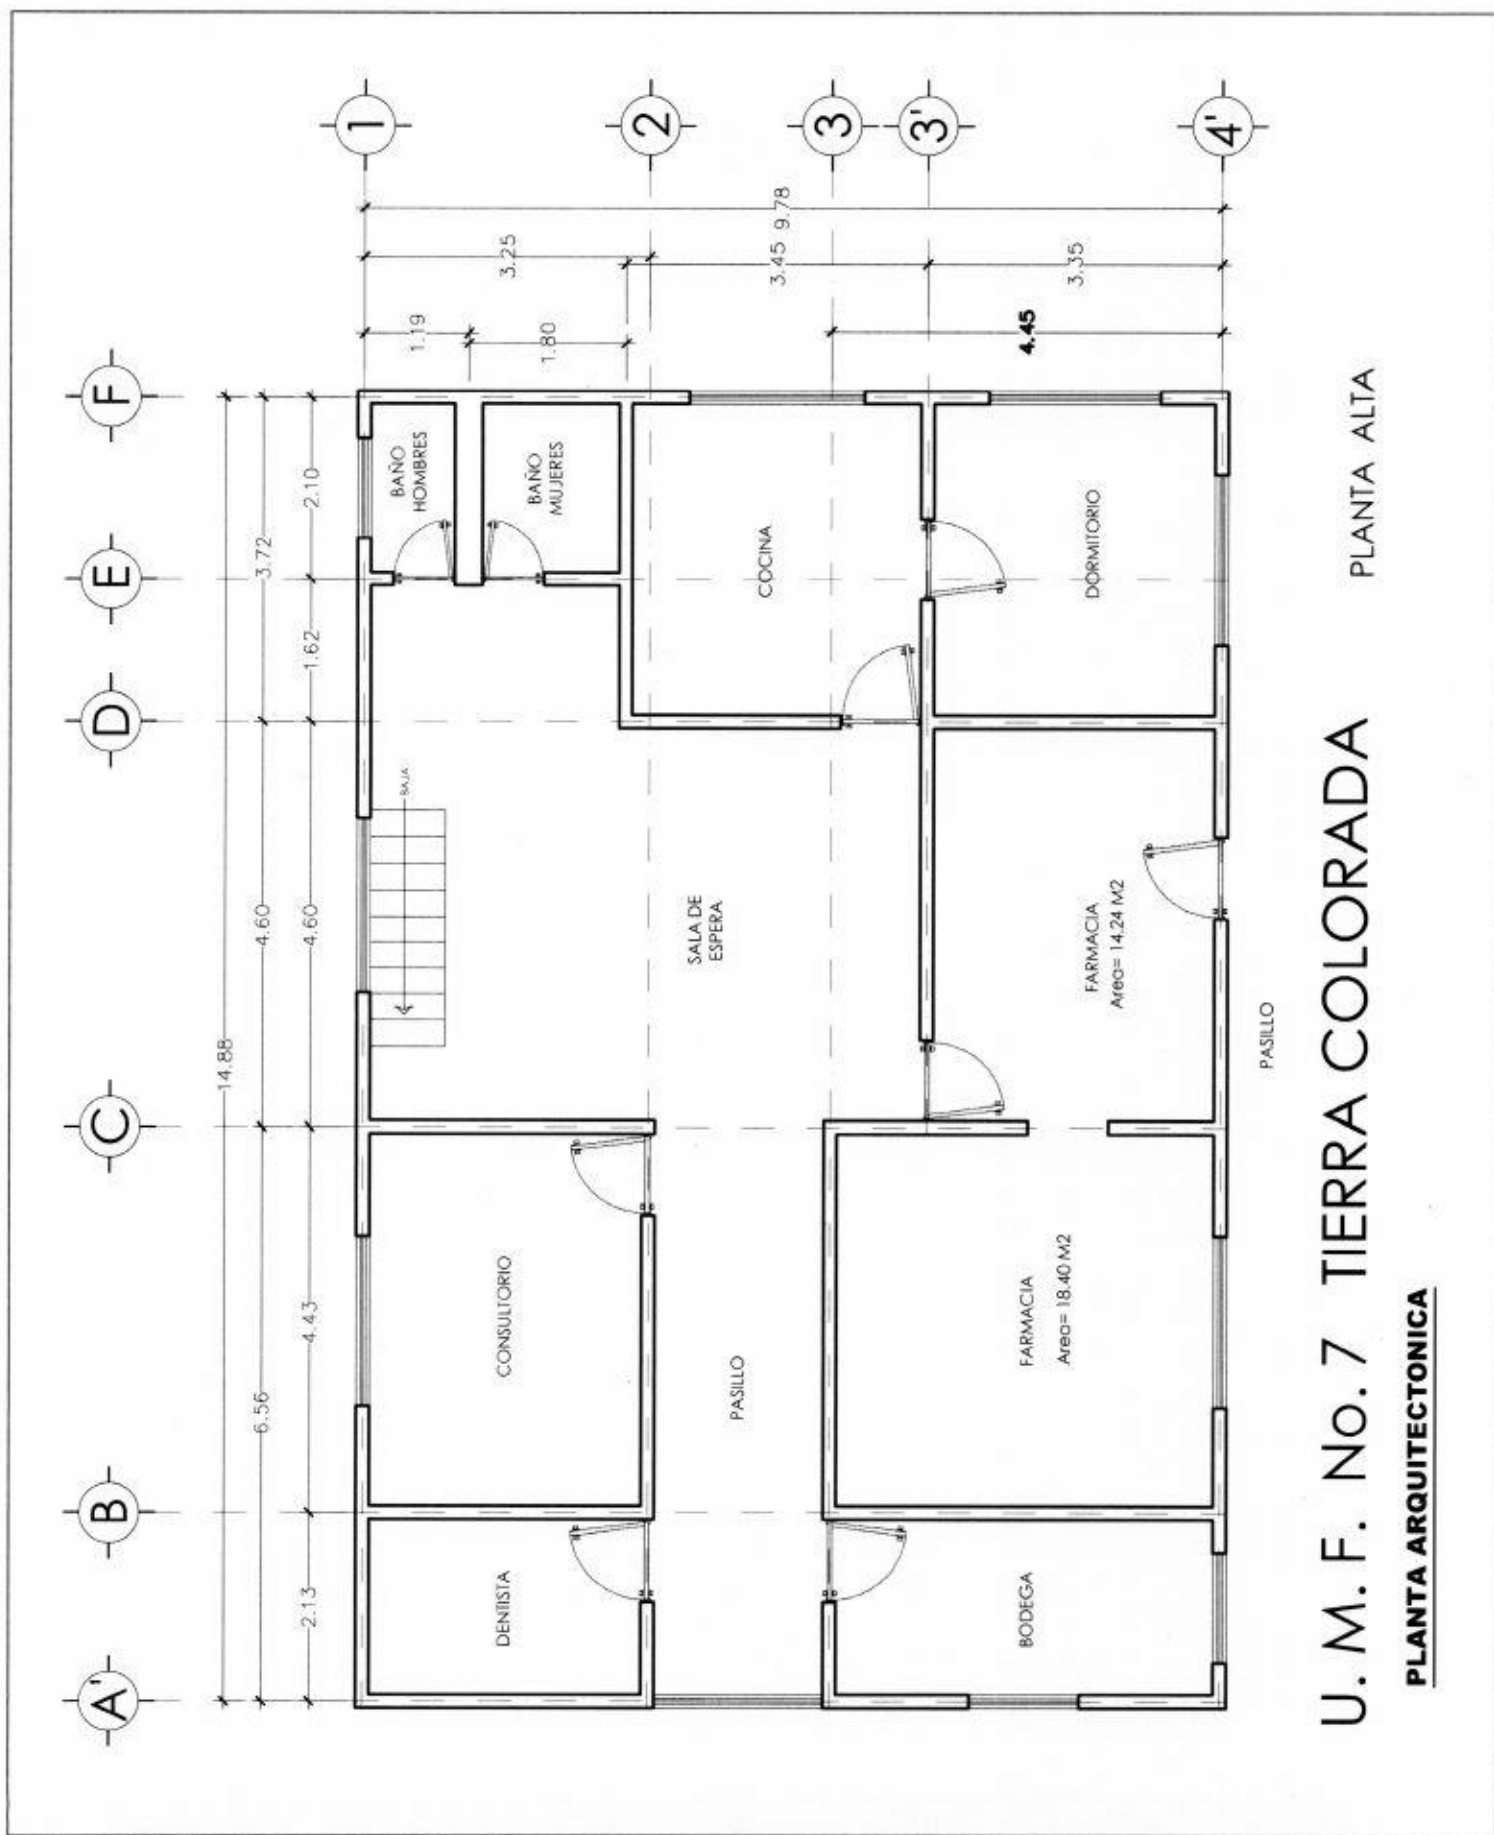 A'
B
C
D
E
F
14.88
6.56
4.60
3.72
2.13
4.43
4.60
1.62
2.10
1
2
3
3'
4'
9.78
3.25
3.45
3.35
1.19
1.80
4.45
DENTISTA
CONSULTORIO
BAJA
BAÑO
HOMBRES
BAÑO
MUJERES
PASILLO
SALA DE
ESPERA
COCINA
BODEGA
FARMACIA
Area= 18.40 M2
FARMACIA
Area= 14.24 M2
DORMITORIO
PASILLO
U. M. F. No. 7 TIERRA COLORADA
PLANTA ALTA
PLANTA ARQUITECTONICA